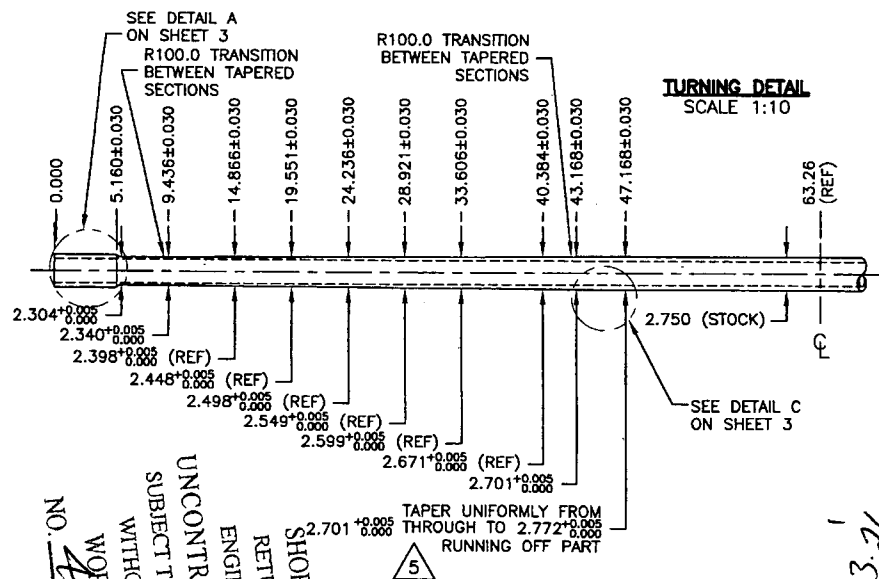 SEE DETAIL A
ON SHEET 3
R100.0 TRANSITION
BETWEEN TAPERED
SECTIONS
R100.0 TRANSITION
BETWEEN TAPERED
SECTIONS
TURNING DETAIL
SCALE 1:10
0.000
5.160±0.030
9.436±0.030
14.866±0.030
19.551±0.030
24.236±0.030
28.921±0.030
33.606±0.030
40.384±0.030
43.168±0.030
47.168±0.030
63.26
(REF)
2.304+0.005 0.000
2.340+0.005 0.000
2.398+0.005 0.000 (REF)
2.448+0.005 0.000 (REF)
2.498+0.005 0.000 (REF)
2.549+0.005 0.000 (REF)
2.599+0.005 0.000 (REF)
2.671+0.005 0.000 (REF)
2.701+0.005 0.000
2.750 (STOCK)
℄
SEE DETAIL C
ON SHEET 3
TAPER UNIFORMLY FROM
2.701 +0.005 0.000 THROUGH TO 2.772+0.005 0.000
RUNNING OFF PART
5
SHOP
RET
ENGI
UNCONTR
SUBJECT T
WITHO
WO
NO.